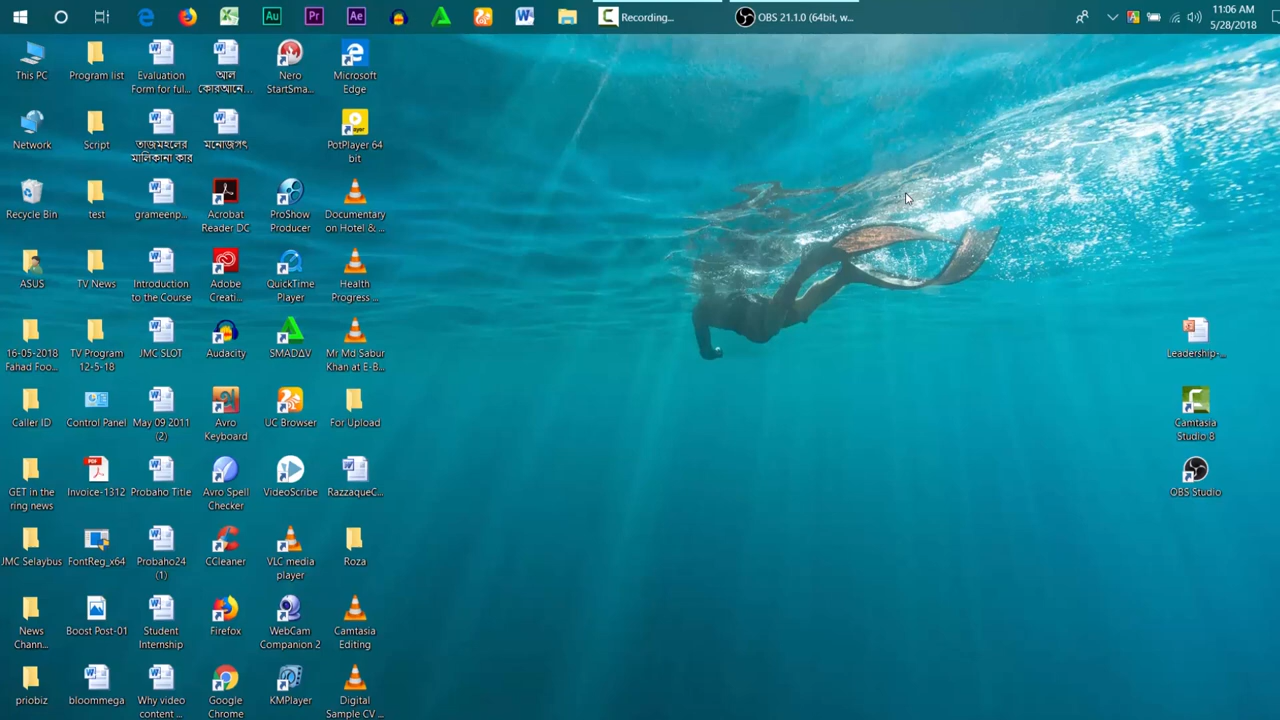 Recording...
OBS 21.1.0 (64bit, w...
11:06 AM
5/28/2018
This PC
Program list
Evaluation
Form for ful...
আল
কোরআনে...
Nero
StartSma...
Microsoft
Edge
Network
Script
তাজমহলের
মালিকানা কার
মনোজগৎ
PotPlayer 64
bit
Recycle Bin
test
grameenp...
Acrobat
Reader DC
ProShow
Producer
Documentary
on Hotel & ...
ASUS
TV News
Introduction
to the Course
Adobe
Creati...
QuickTime
Player
Health
Progress ...
16-05-2018
Fahad Foo...
TV Program
12-5-18
JMC SLOT
Audacity
SMADΔV
Mr Md Sabur
Khan at E-B...
Leadership-...
Caller ID
Control Panel
May 09 2011
(2)
Avro
Keyboard
UC Browser
For Upload
Camtasia
Studio 8
GET in the
ring news
Invoice-1312
Probaho Title
Avro Spell
Checker
VideoScribe
RazzaqueC...
OBS Studio
JMC Selaybus
FontReg_x64
Probaho24
(1)
CCleaner
VLC media
player
Roza
News
Chann...
Boost Post-01
Student
Internship
Firefox
WebCam
Companion 2
Camtasia
Editing
priobiz
bloommega
Why video
content ...
Google
Chrome
KMPlayer
Digital
Sample CV ...